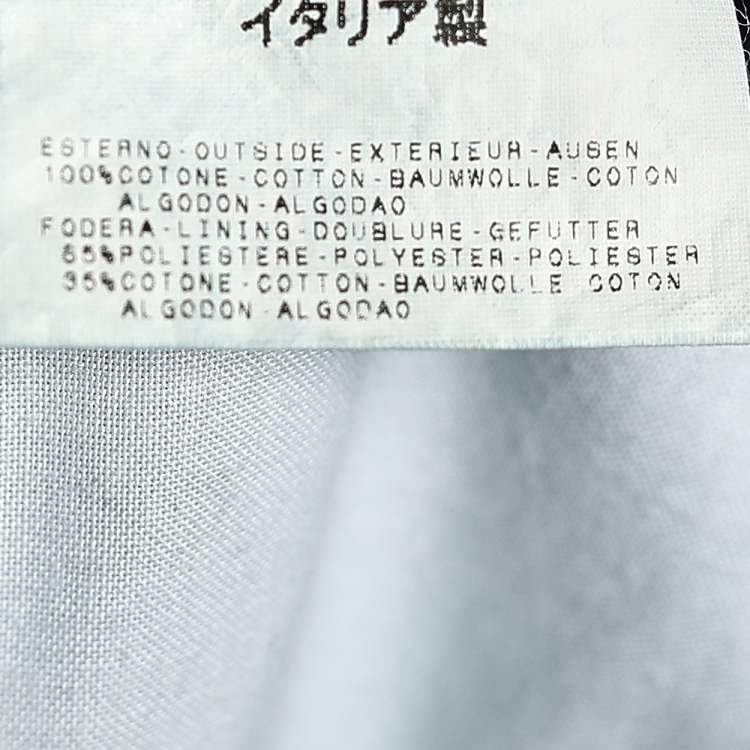 イタリア製
ESTERNO-OUTSIDE-EXTERIEUR-AUSEN
100%COTONE-COTTON-BAUMWOLLE-COTON
ALGODON-ALGODAO
FODERA-LINING-DOUBLURE-GEFUTTER
65%POLIESTERE-POLYESTER-POLIESTER
35%COTONE-COTTON-BAUMWOLLE COTON
ALGODON-ALGODAO